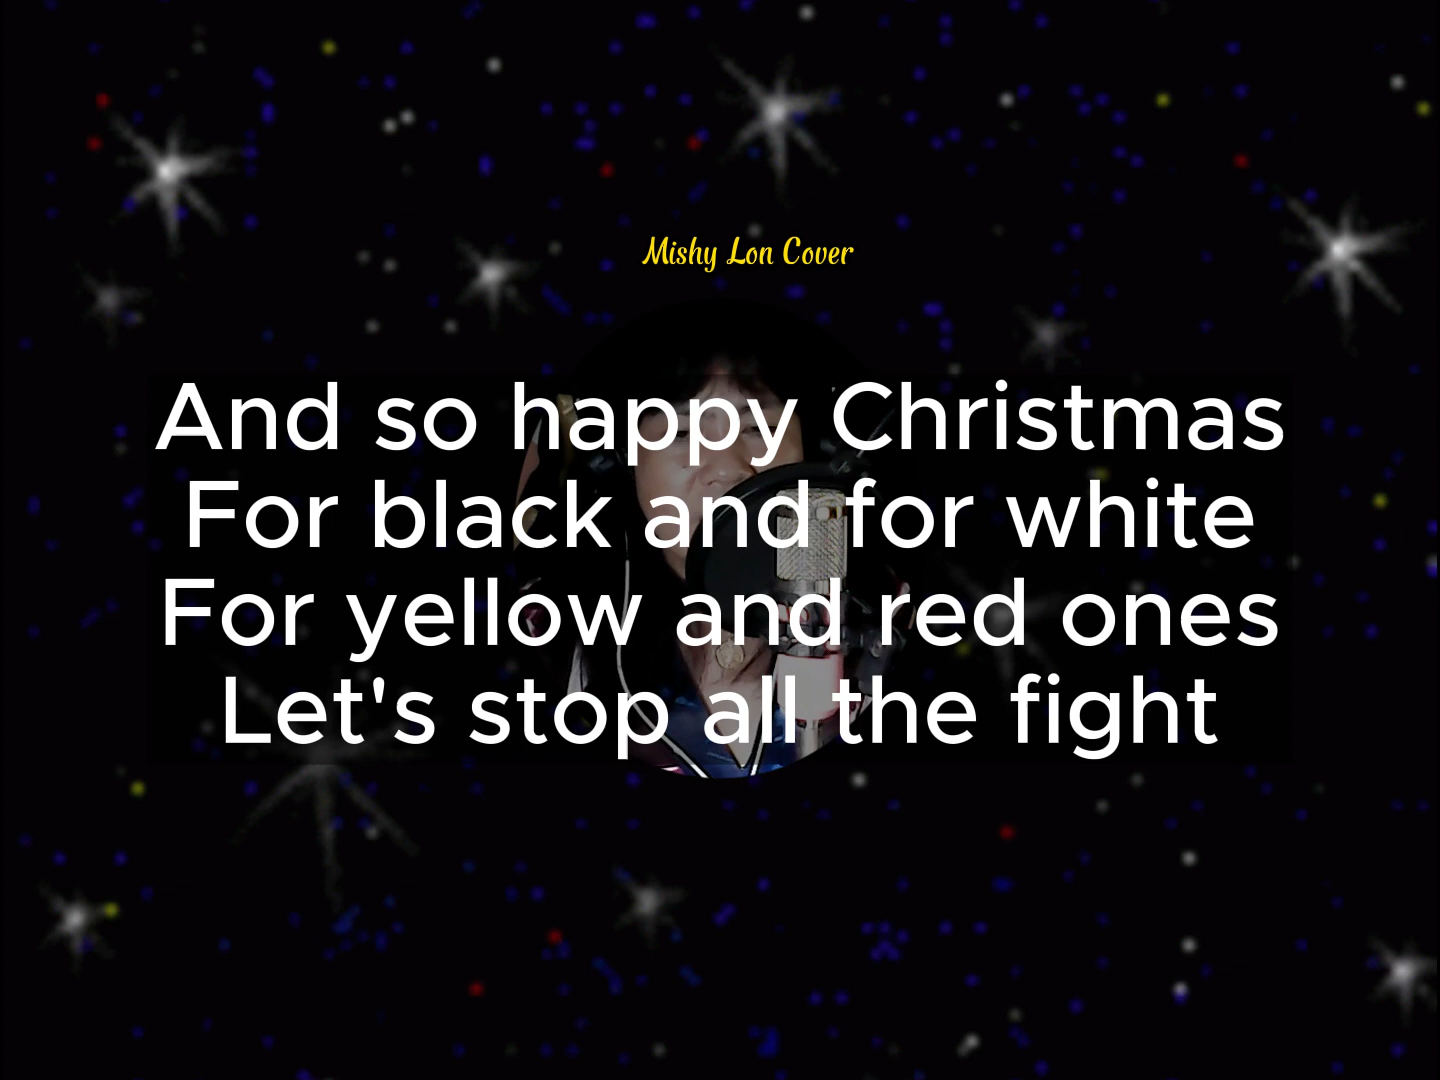 Mishy Lon Cover
And so happy Christmas
For black and for white
For yellow and red ones
Let's stop all the fight